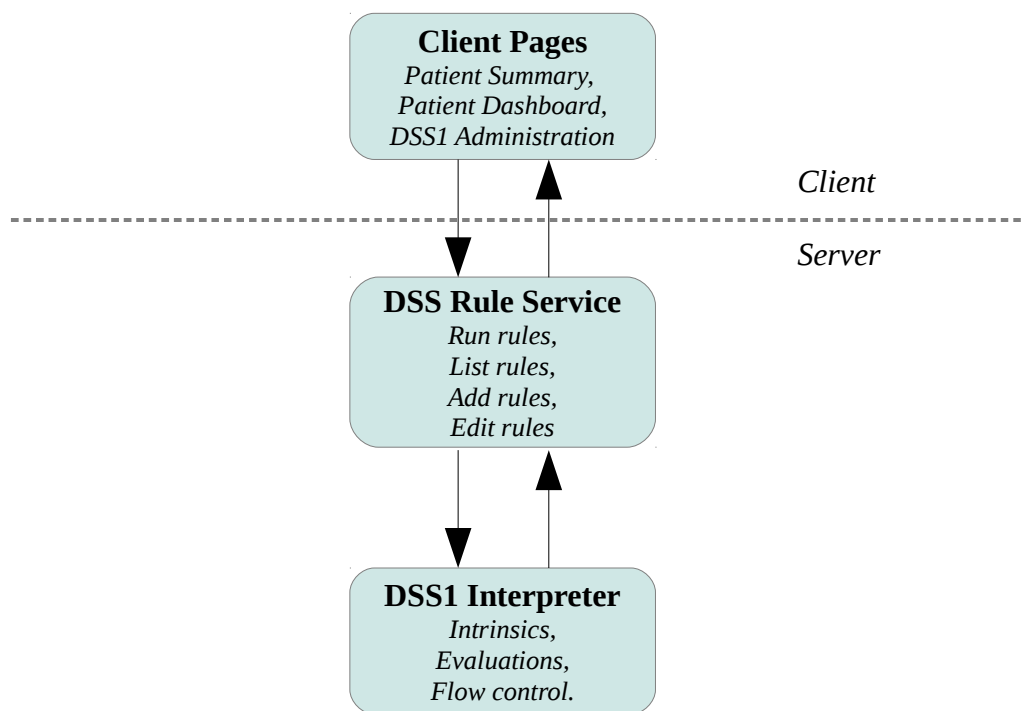 Client Pages
Patient Summary,
Patient Dashboard,
DSS1 Administration
Client
Server
DSS Rule Service
Run rules,
List rules,
Add rules,
Edit rules
DSS1 Interpreter
Intrinsics,
Evaluations,
Flow control.